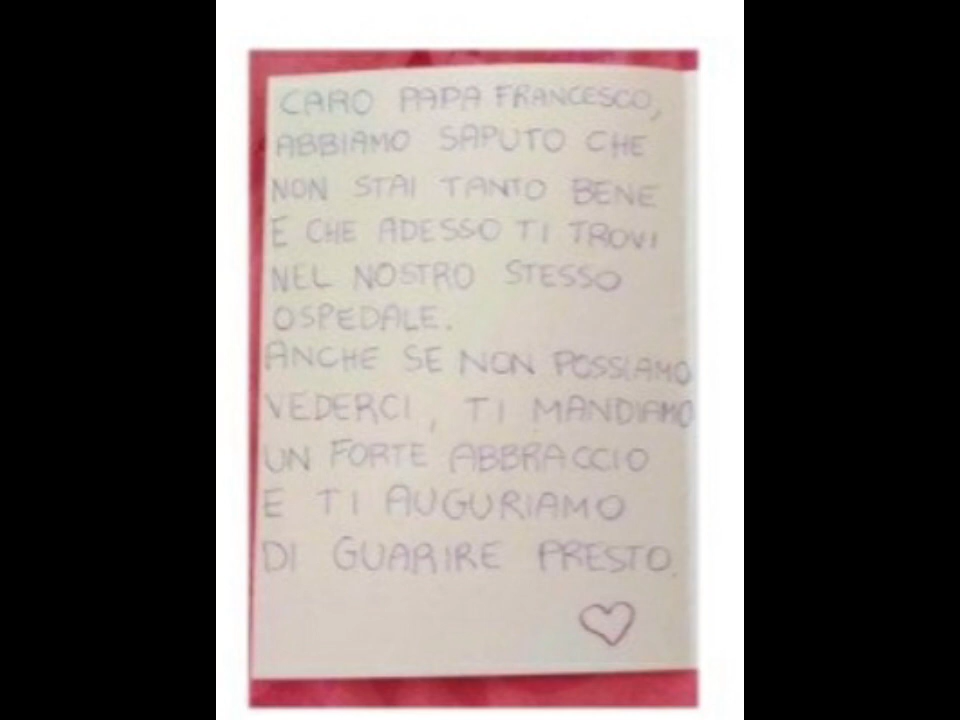 CARO PAPA FRANCESCO,
ABBIAMO SAPUTO CHE
NON STAI TANTO BENE
E CHE ADESSO TI TROVI
NEL NOSTRO STESSO
OSPEDALE.
ANCHE SE NON POSSIAMO
VEDERCI, TI MANDIAMO
UN FORTE ABBRACCIO
E TI AUGURIAMO
DI GUARIRE PRESTO.